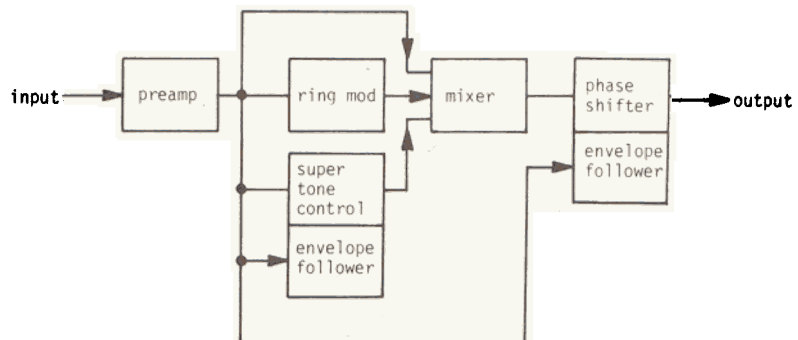 input
preamp
ring mod
mixer
phase
shifter
output
envelope
follower
super
tone
control
envelope
follower